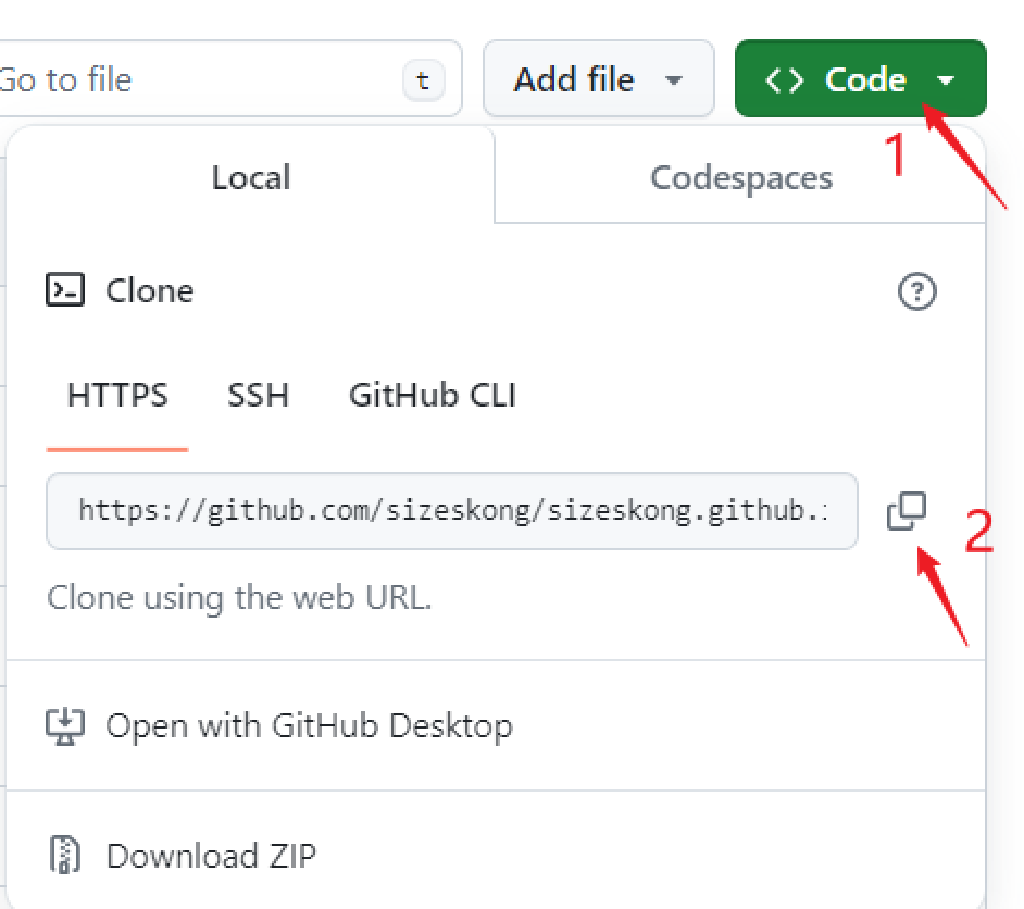 Go to file t Add file <> Code
1
Local Codespaces
Clone
HTTPS SSH GitHub CLI
https://github.com/sizeskong/sizeskong.github.
2
Clone using the web URL.
Open with GitHub Desktop
Download ZIP